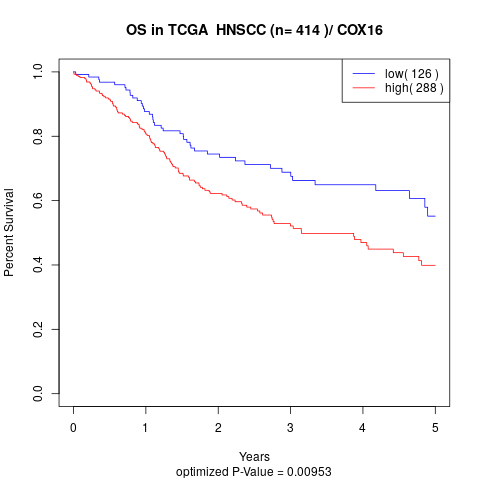 OS in TCGA  HNSCC (n= 414 )/ COX16
low( 126 )
high( 288 )
Percent Survival
1.0
0.8
0.6
0.4
0.2
0.0
0 1 2 3 4 5
Years
optimized P-Value = 0.00953